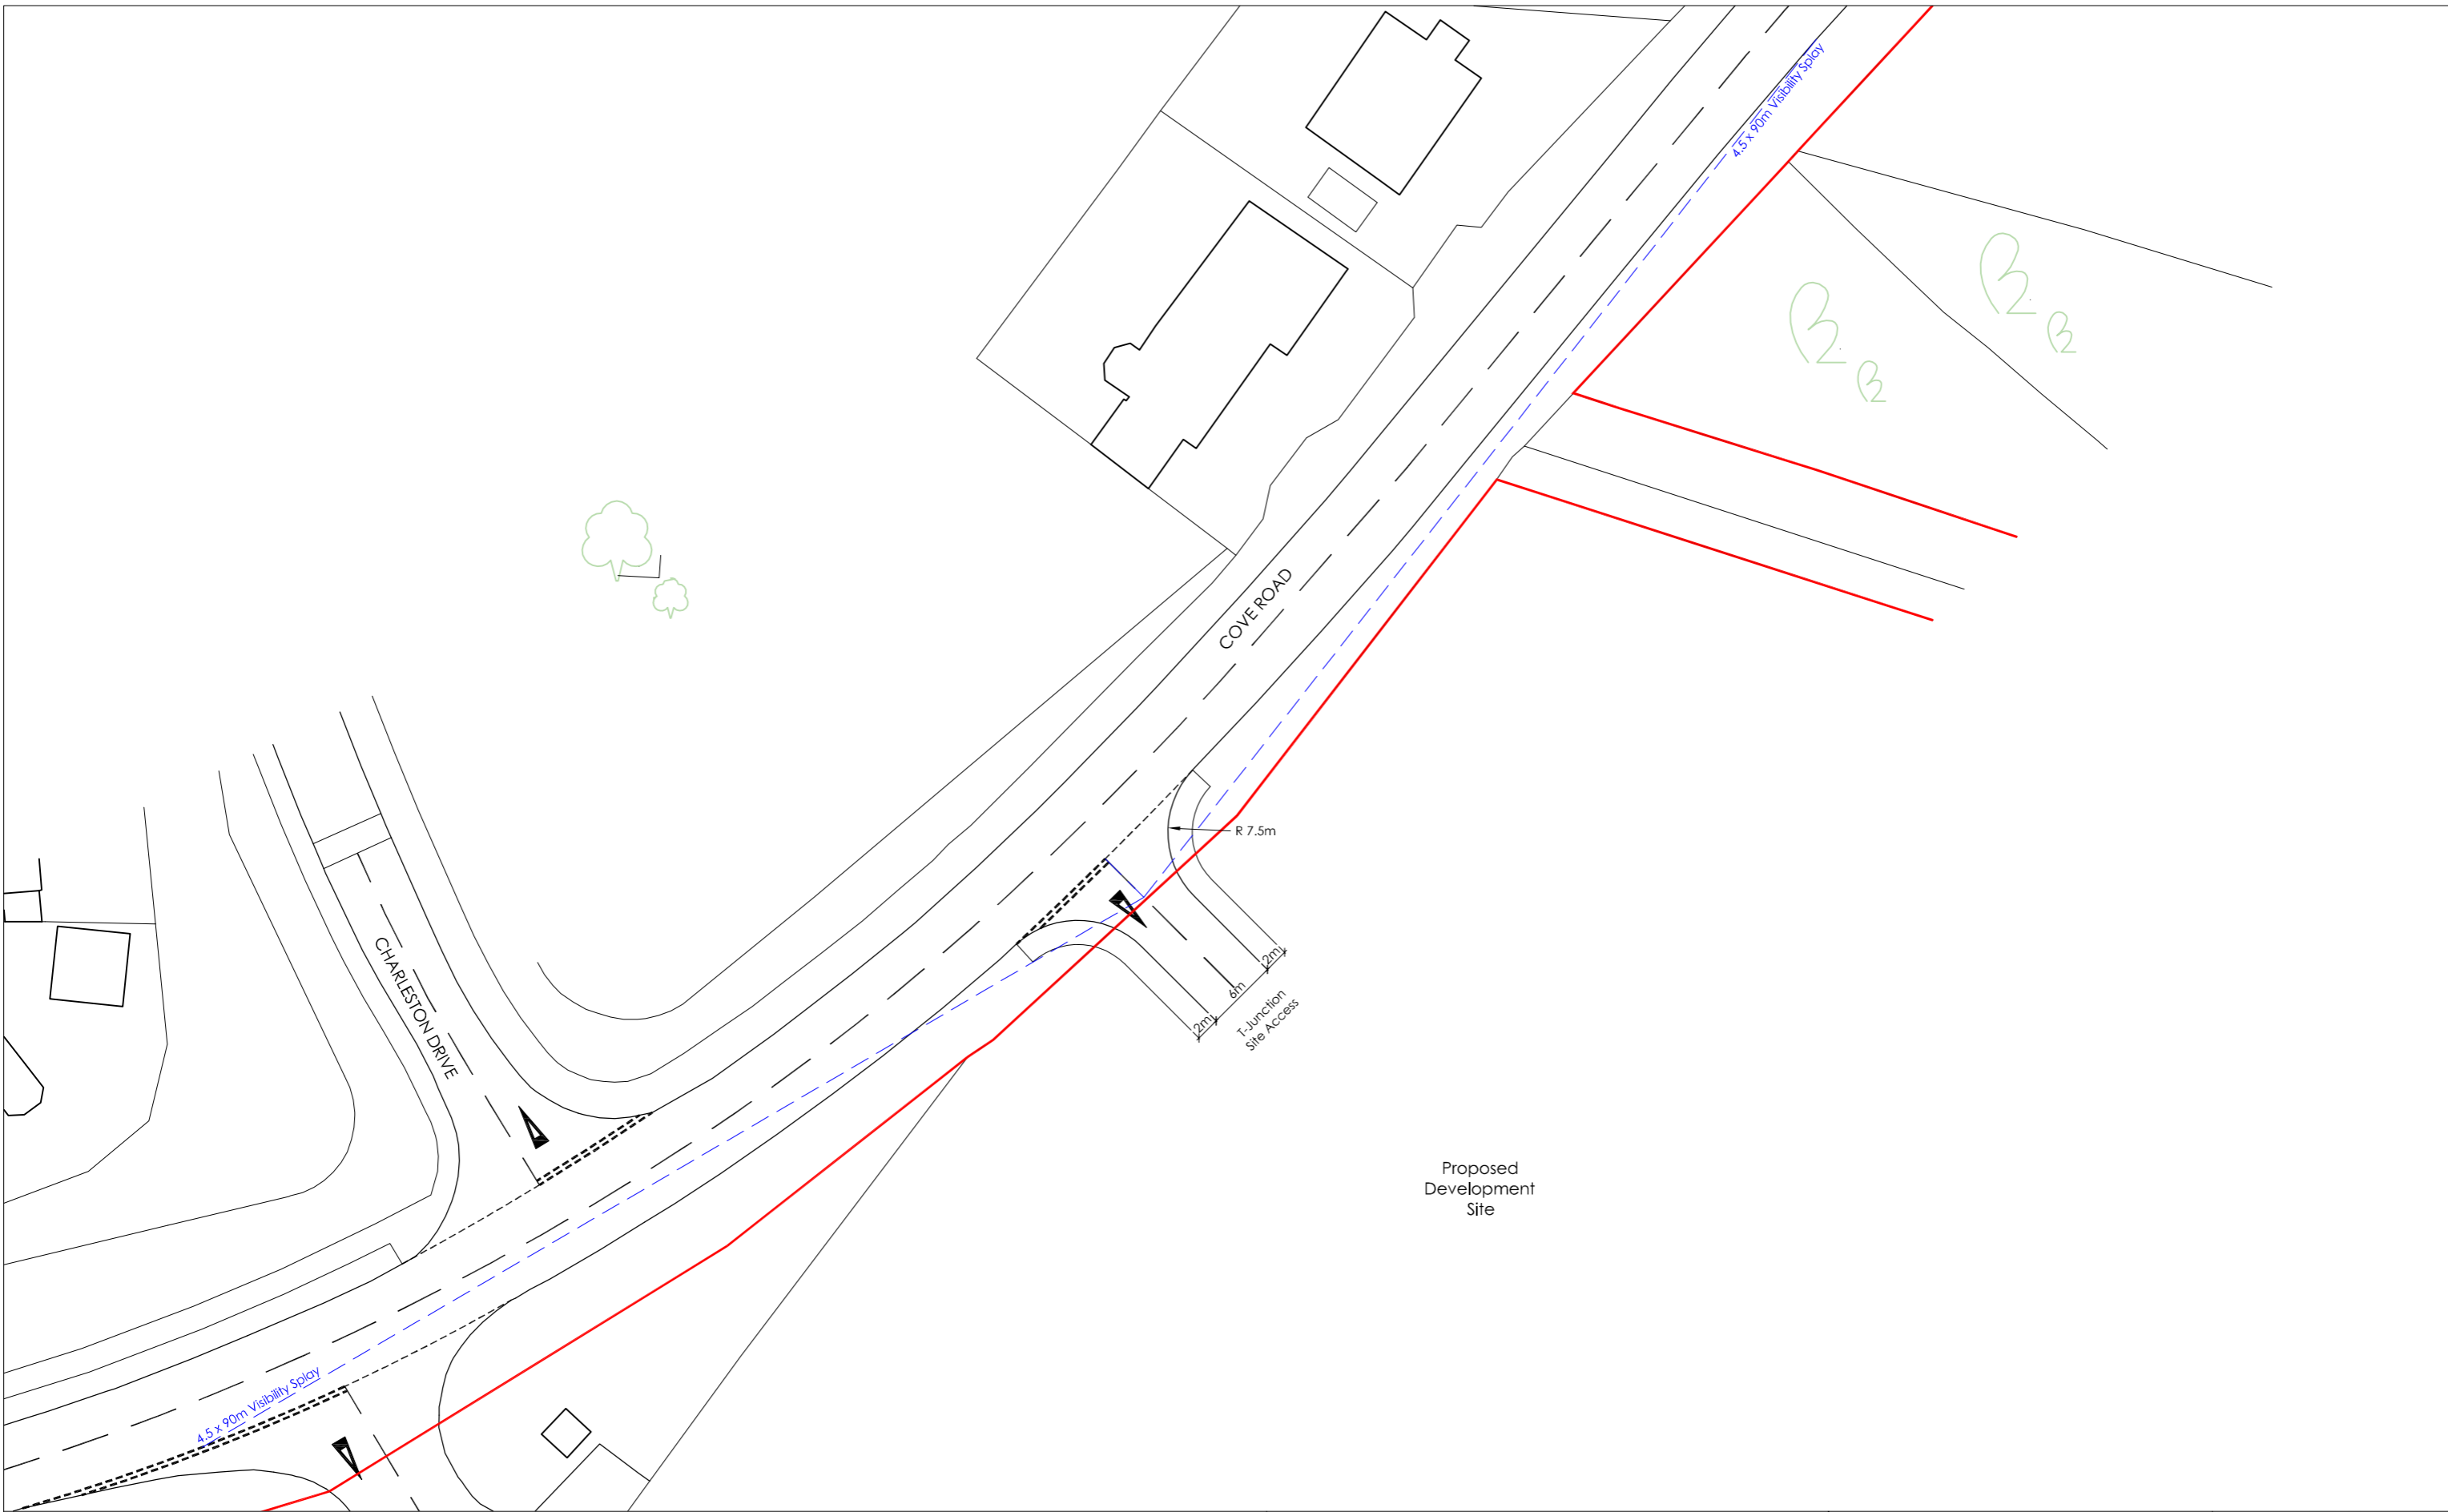 4.5 x 90m Visibility Splay
COVE ROAD
R 7.5m
CHARLESTON DRIVE
2m
6m
2m
T-Junction
Site Access
Proposed
Development
Site
4.5 x 90m Visibility Splay